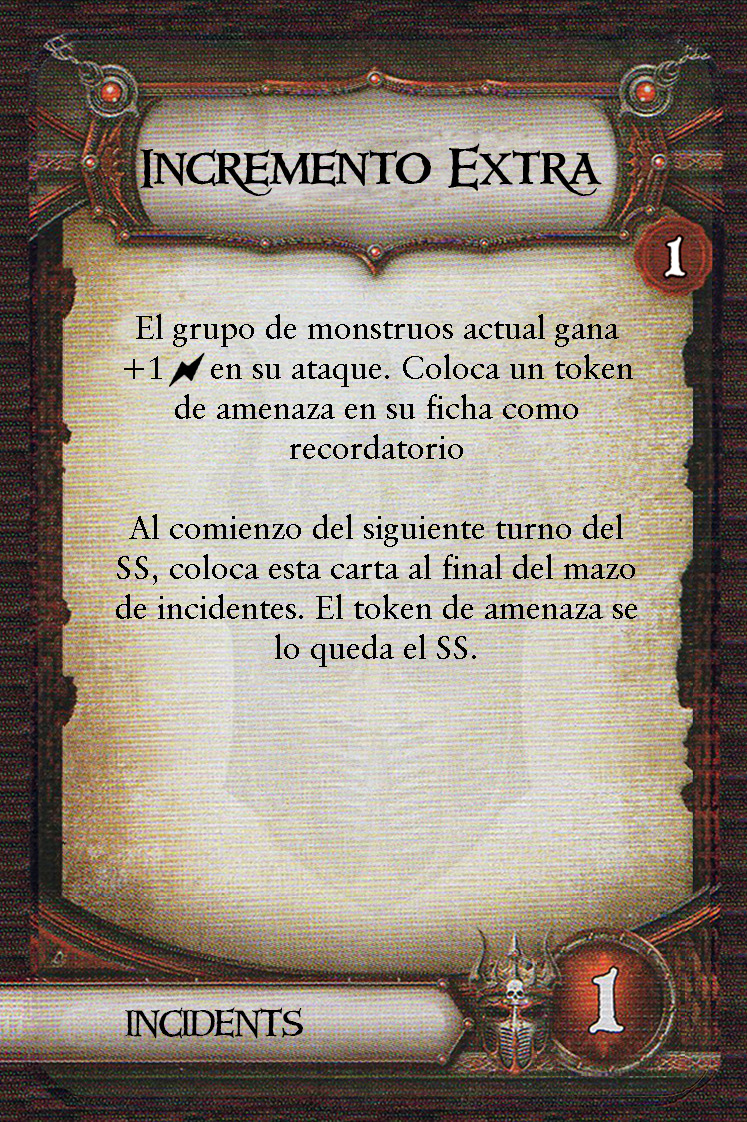 Incremento Extra
1
El grupo de monstruos actual gana
+1 en su ataque. Coloca un token
de amenaza en su ficha como
recordatorio
Al comienzo del siguiente turno del
SS, coloca esta carta al final del mazo
de incidentes. El token de amenaza se
lo queda el SS.
INCIDENTS
1